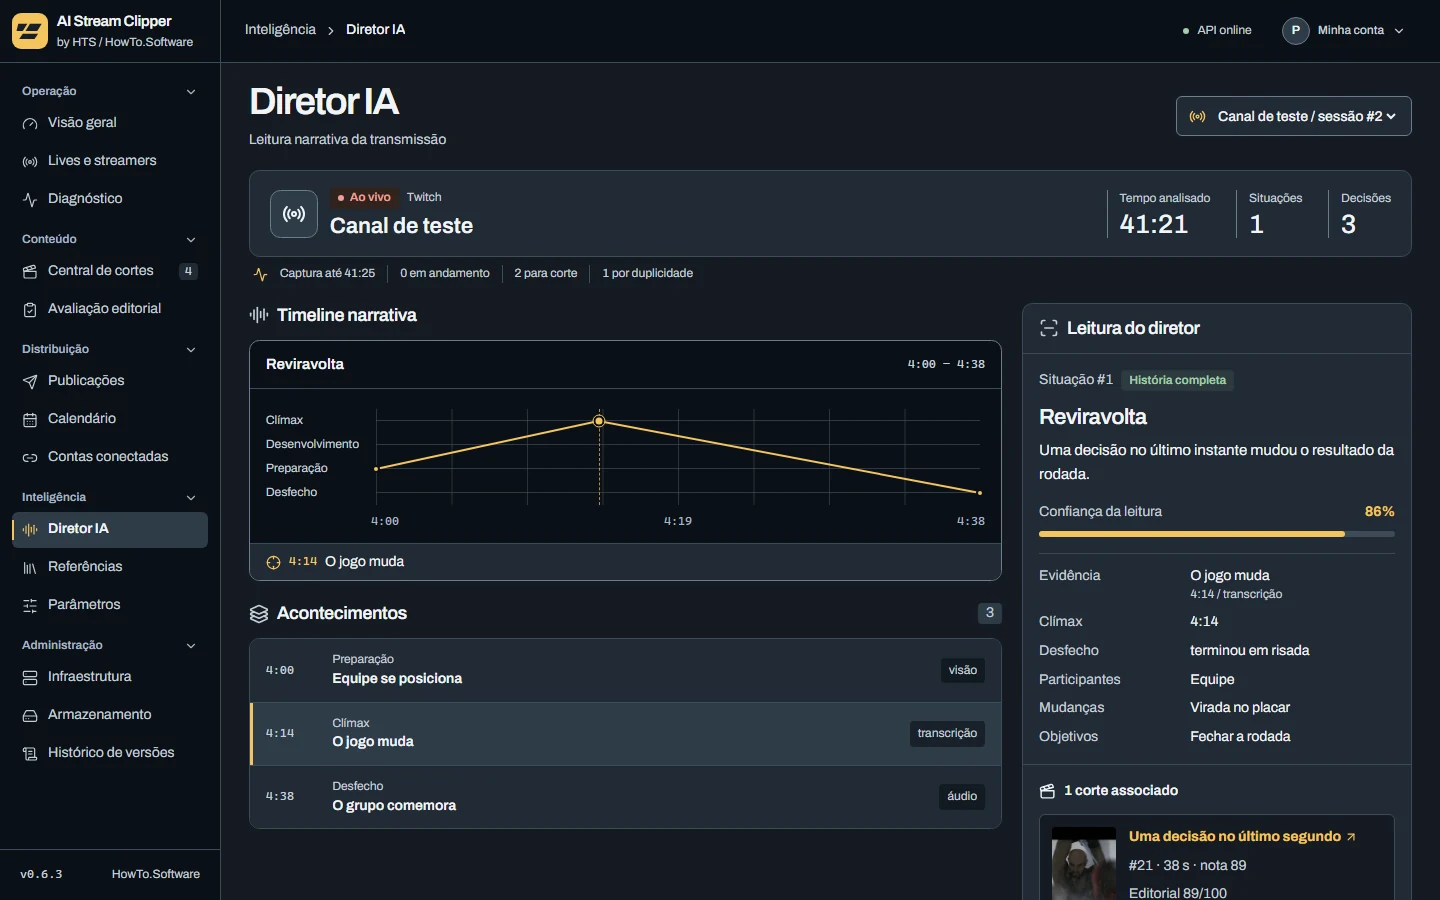 AI Stream Clipper
by HTS / HowTo.Software
Inteligência > Diretor IA
API online
P Minha conta
Operação
Visão geral
Lives e streamers
Diagnóstico
Conteúdo
Central de cortes 4
Avaliação editorial
Distribuição
Publicações
Calendário
Contas conectadas
Inteligência
Diretor IA
Referências
Parâmetros
Administração
Infraestrutura
Armazenamento
Histórico de versões
v0.6.3 HowTo.Software
Diretor IA
Leitura narrativa da transmissão
Canal de teste / sessão #2
Ao vivo Twitch
Canal de teste
Tempo analisado
41:21
Situações
1
Decisões
3
Captura até 41:25
0 em andamento
2 para corte
1 por duplicidade
Timeline narrativa
Reviravolta 4:00 – 4:38
Clímax
Desenvolvimento
Preparação
Desfecho
4:00 4:19 4:38
4:14 O jogo muda
Acontecimentos 3
4:00
Preparação
Equipe se posiciona
visão
4:14
Clímax
O jogo muda
transcrição
4:38
Desfecho
O grupo comemora
áudio
Leitura do diretor
Situação #1 História completa
Reviravolta
Uma decisão no último instante mudou o resultado da
rodada.
Confiança da leitura 86%
Evidência O jogo muda
4:14 / transcrição
Clímax 4:14
Desfecho terminou em risada
Participantes Equipe
Mudanças Virada no placar
Objetivos Fechar a rodada
1 corte associado
Uma decisão no último segundo
#21 · 38 s · nota 89
Editorial 89/100